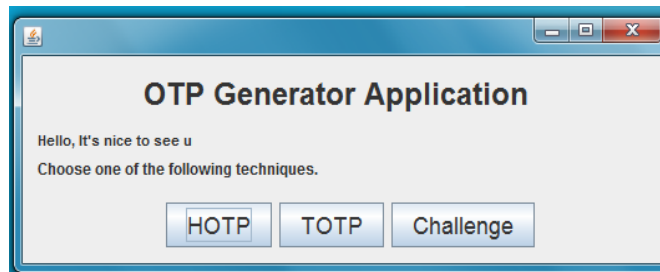 OTP Generator Application
Hello, It's nice to see u
Choose one of the following techniques.
HOTP TOTP Challenge